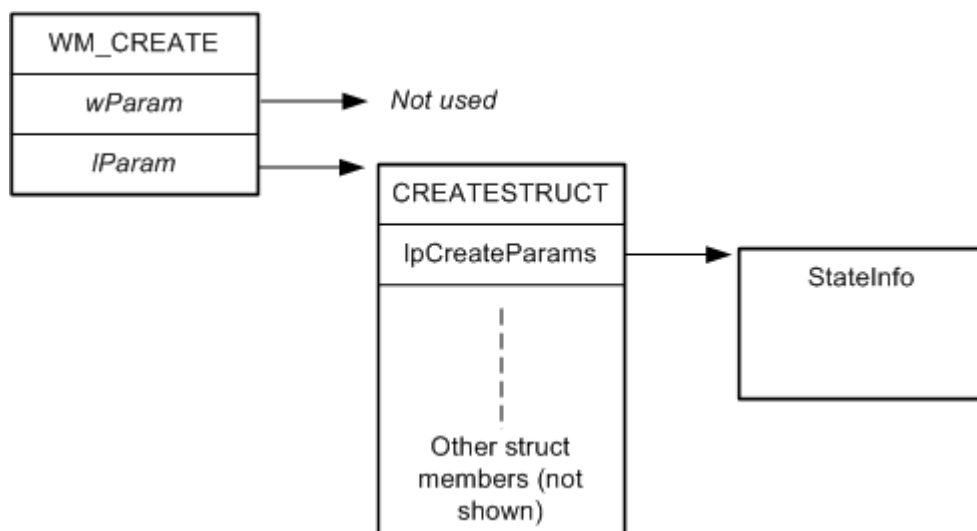 WM_CREATE
wParam
Not used
lParam
CREATESTRUCT
lpCreateParams
StateInfo
Other struct
members (not
shown)